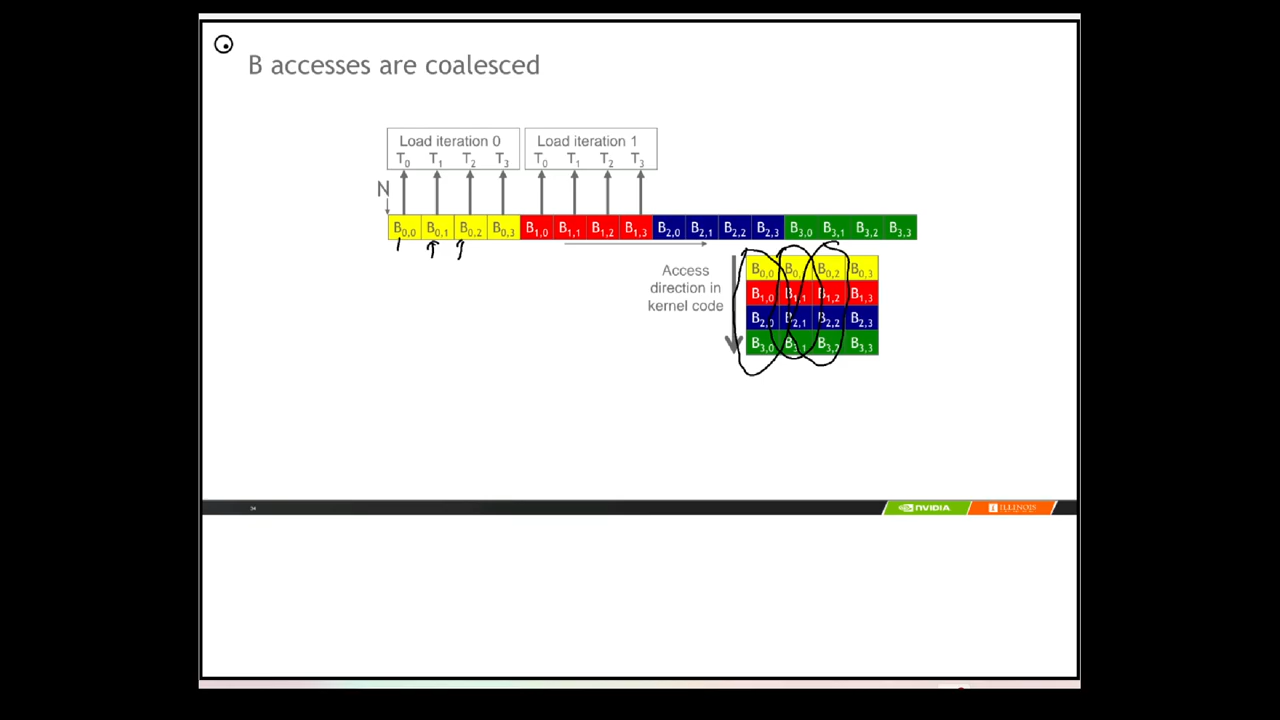 B accesses are coalesced
Load iteration 0 Load iteration 1
T0 T1 T2 T3 T0 T1 T2 T3
N
B0,0 B0,1 B0,2 B0,3 B1,0 B1,1 B1,2 B1,3 B2,0 B2,1 B2,2 B2,3 B3,0 B3,1 B3,2 B3,3
Access
direction in
kernel code
B0,0 B0, B0,2 B0,3
B1,0 B1,1 B1,2 B1,3
B2,0 B2,1 B2,2 B2,3
B3,0 B3,1 B3,2 B3,3
34 NVIDIA ILLINOIS